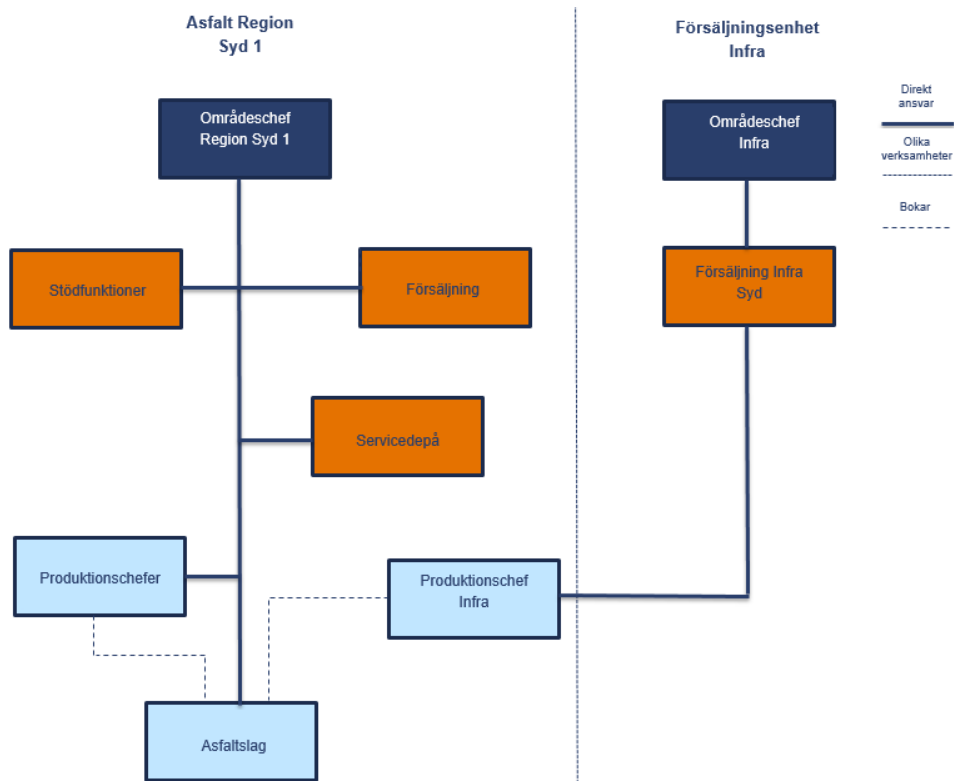 Asfalt Region
Syd 1
Försäljningsenhet
Infra
Områdeschef
Region Syd 1
Områdeschef
Infra
Direkt
ansvar
Olika
verksamheter
Bokar
Stödfunktioner
Försäljning
Försäljning Infra
Syd
Servicedepå
Produktionschefer
Produktionschef
Infra
Asfaltslag